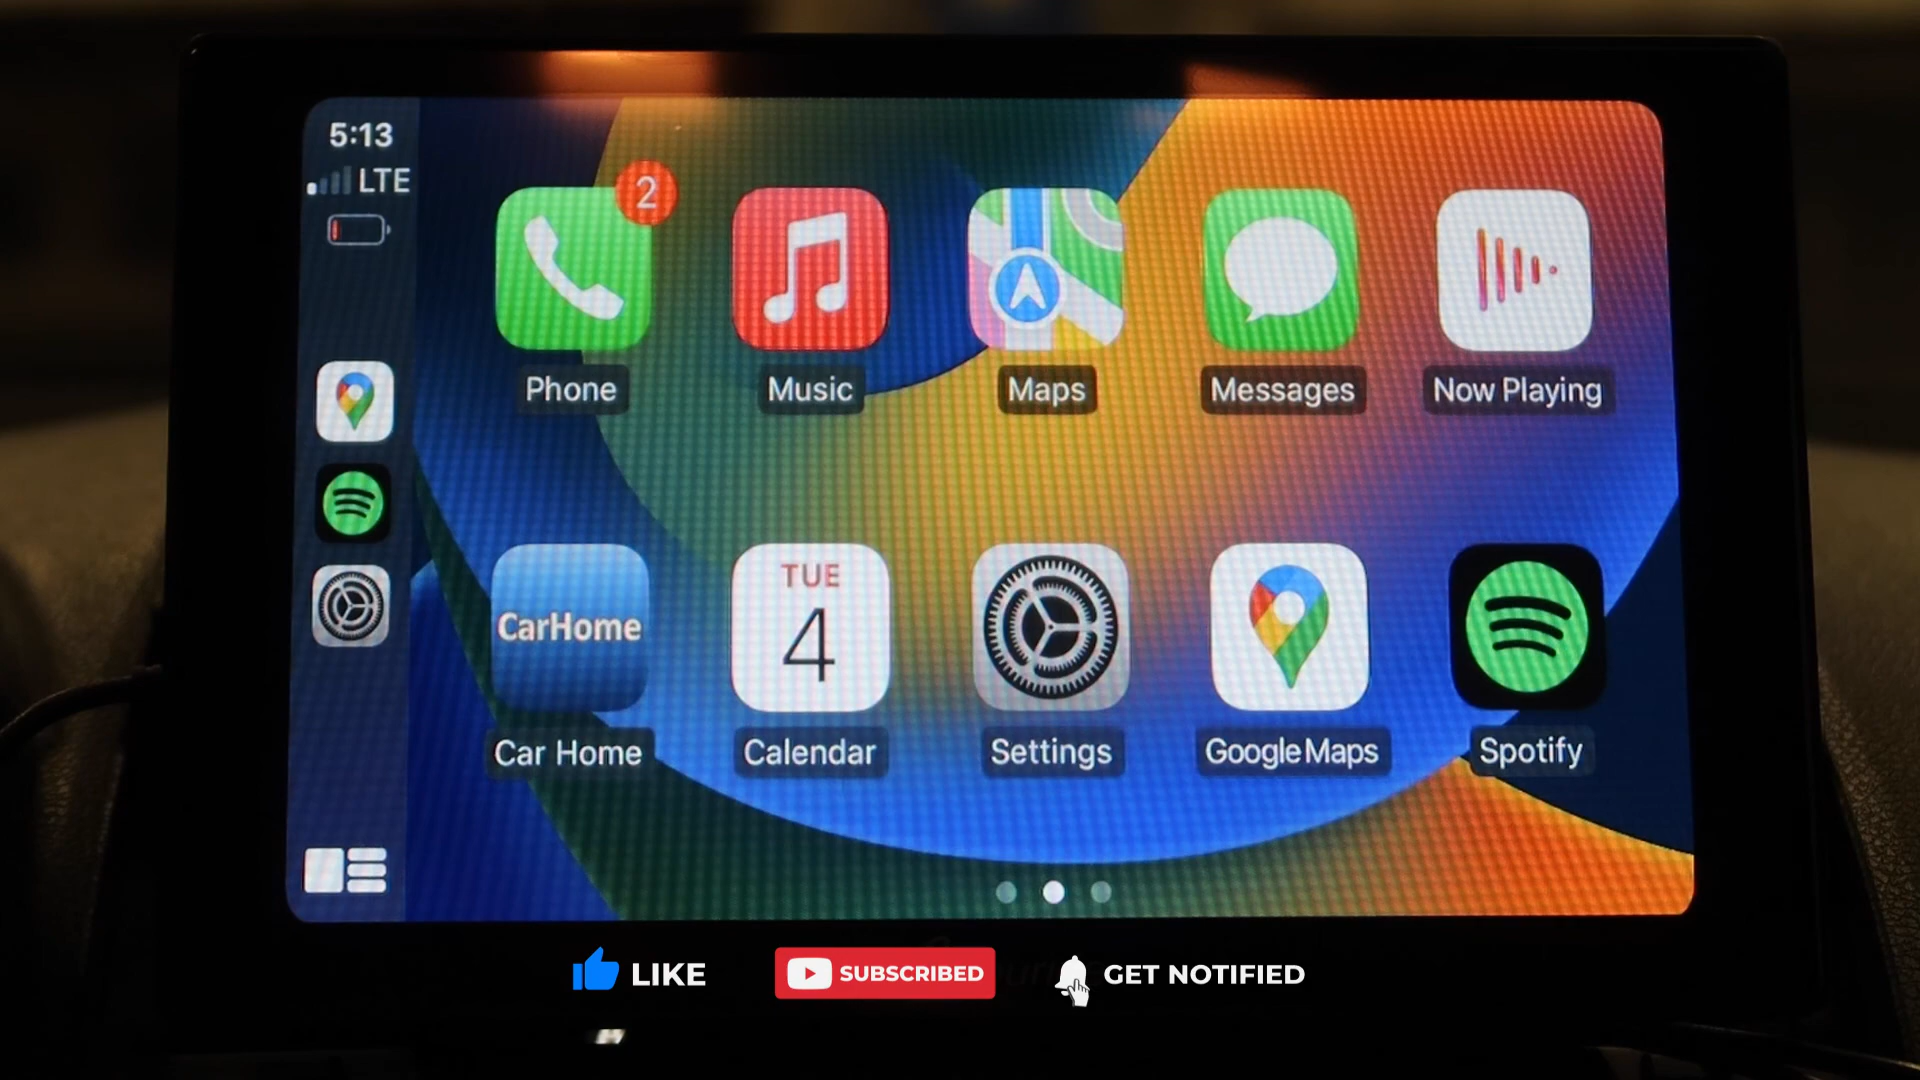 5:13
LTE
2
Phone
Music
Maps
Messages
Now Playing
CarHome
TUE
4
Car Home
Calendar
Settings
Google Maps
Spotify
LIKE
SUBSCRIBED
GET NOTIFIED